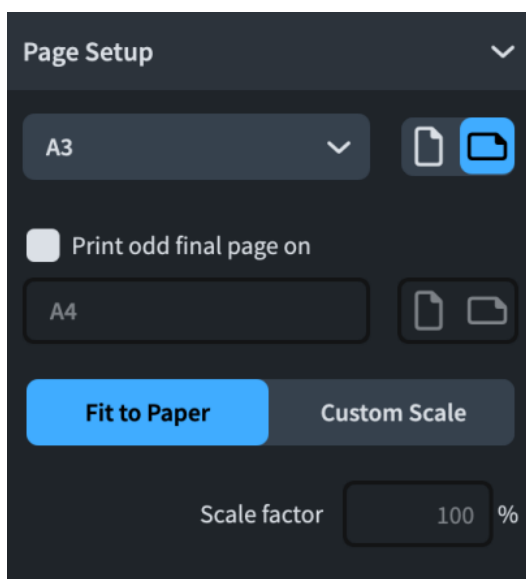 Page Setup
A3
Print odd final page on
A4
Fit to Paper Custom Scale
Scale factor 100 %